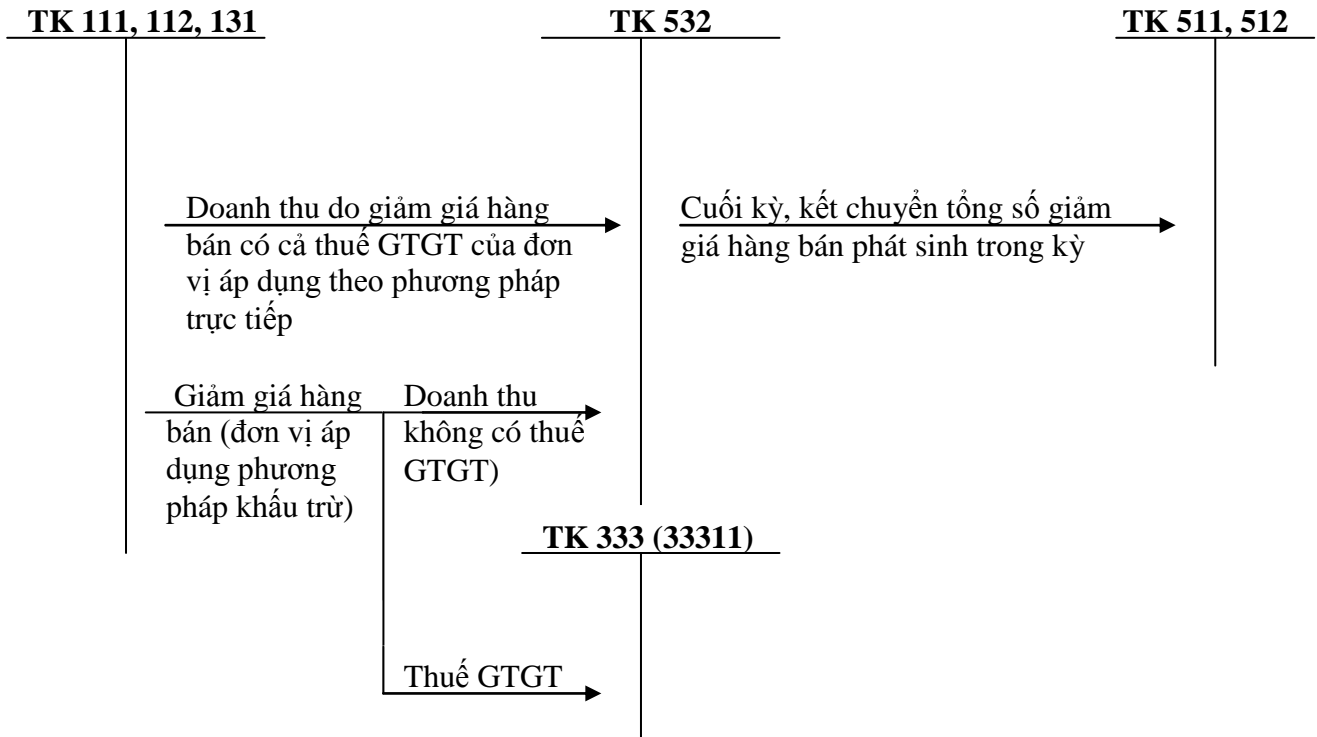 TK 111, 112, 131
TK 532
TK 511, 512
Doanh thu do giảm giá hàng
bán có cả thuế GTGT của đơn
vị áp dụng theo phương pháp
trực tiếp
Cuối kỳ, kết chuyển tổng số giảm
giá hàng bán phát sinh trong kỳ
Giảm giá hàng
bán (đơn vị áp
dụng phương
pháp khấu trừ)
Doanh thu
không có thuế
GTGT)
TK 333 (33311)
Thuế GTGT